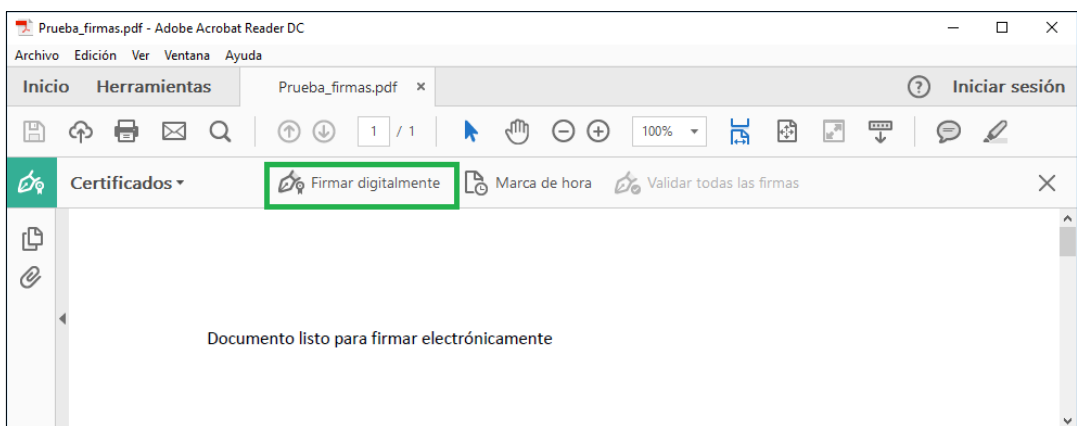 Prueba_firmas.pdf - Adobe Acrobat Reader DC
Archivo Edición Ver Ventana Ayuda
Inicio Herramientas Prueba_firmas.pdf × ? Iniciar sesión
1 / 1 100%
Certificados Firmar digitalmente Marca de hora Validar todas las firmas
Documento listo para firmar electrónicamente